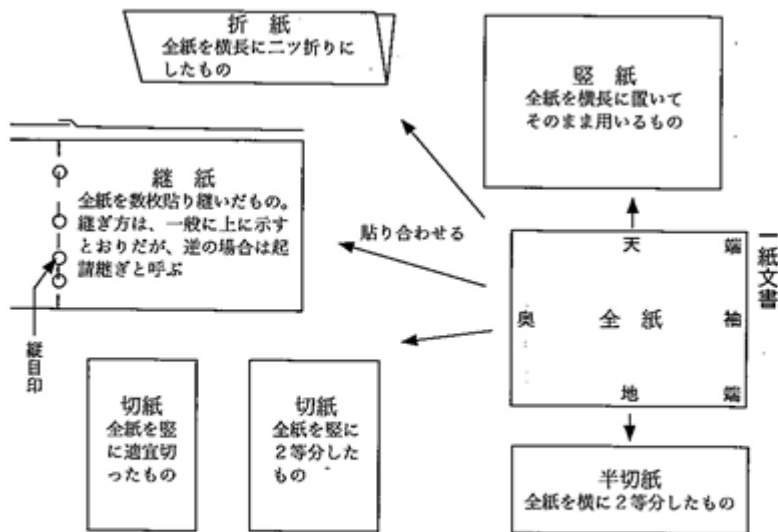 折 紙
全紙を横長に二ツ折りに
したもの
竪 紙
全紙を横長に置いて
そのまま用いるもの
継 紙
全紙を数枚貼り継いだもの。
継ぎ方は、一般に上に示す
とおりだが、逆の場合は起
請継ぎと呼ぶ
貼り合わせる
縦目印
一紙文書
天 端
奥 全 紙 袖
地 端
切紙
全紙を竪
に適宜切
ったもの
切紙
全紙を竪に
2等分した
もの
半切紙
全紙を横に2等分したもの